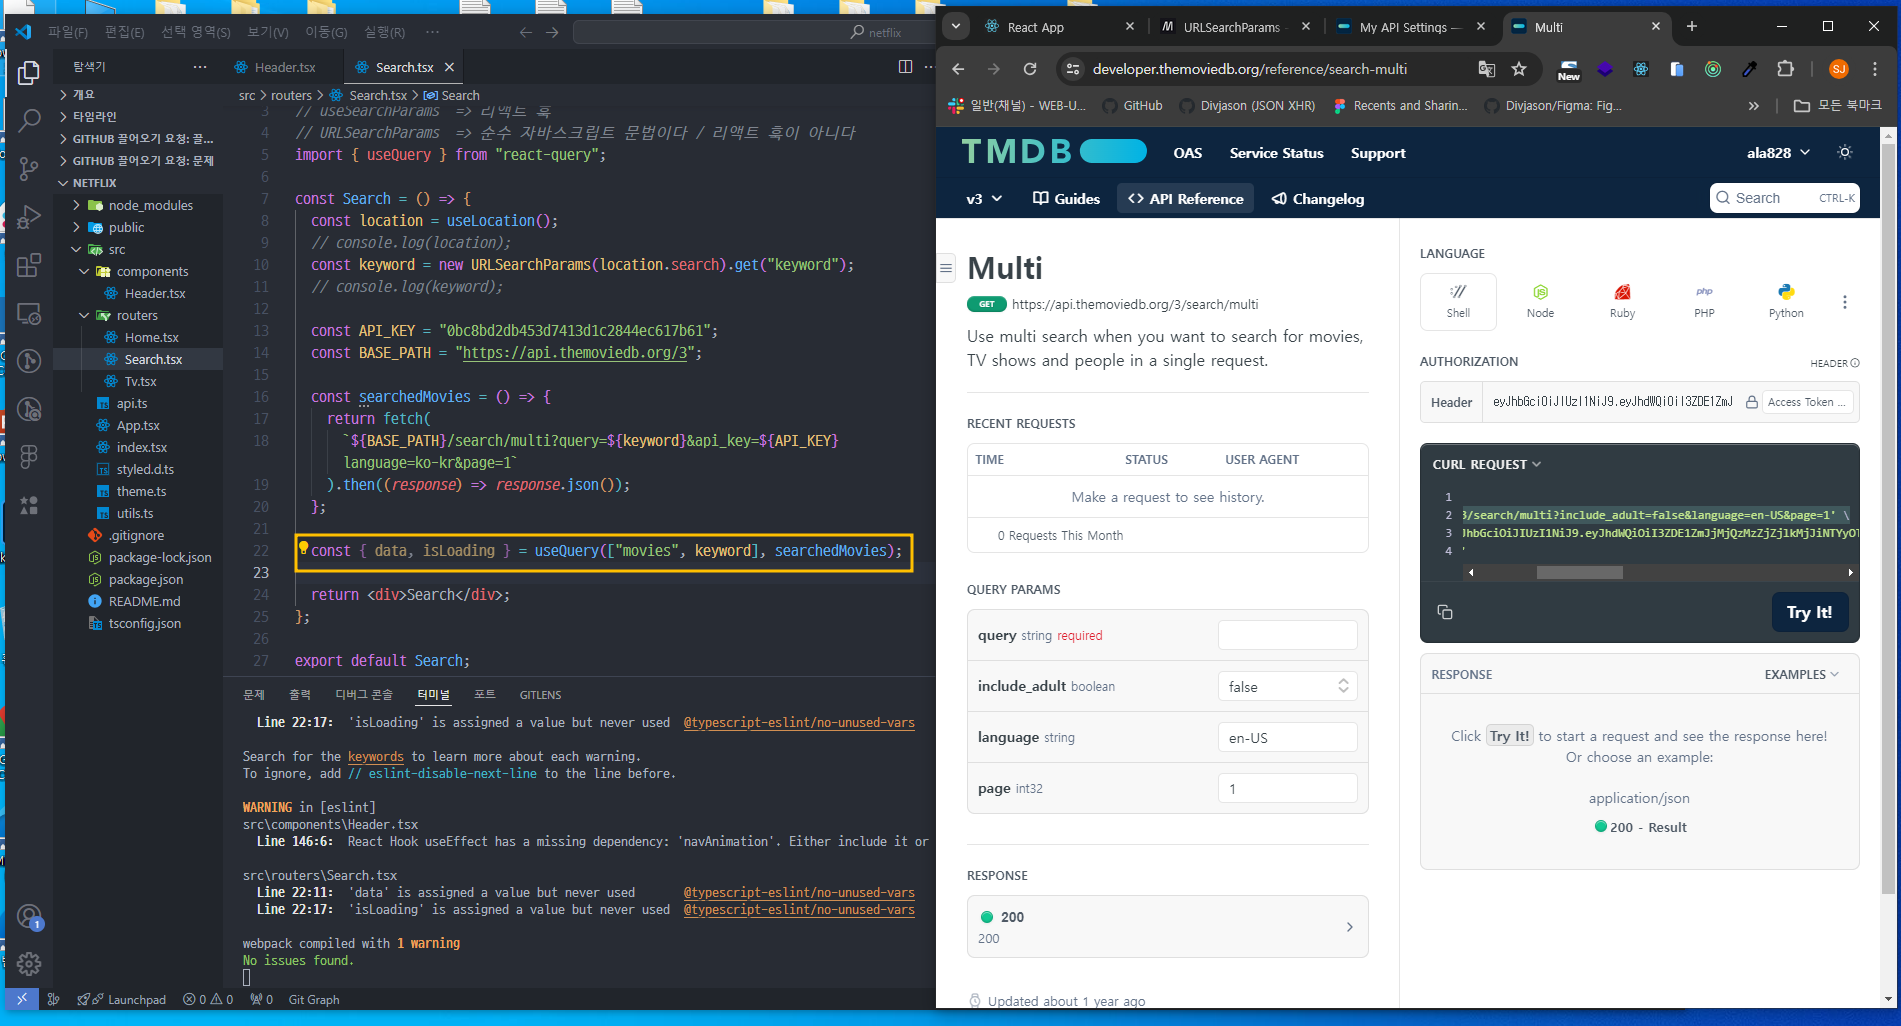 파일(F) 편집(E) 선택 영역(S) 보기(V) 이동(G) 실행(R) ··· netflix
탐색기 ···
개요
타임라인
GITHUB 끌어오기 요청: 끌...
GITHUB 끌어오기 요청: 문제
NETFLIX
node_modules
public
src
components
Header.tsx
routers
Home.tsx
Search.tsx
Tv.tsx
api.ts
App.tsx
index.tsx
styled.d.ts
theme.ts
utils.ts
.gitignore
package-lock.json
package.json
README.md
tsconfig.json
Header.tsx Search.tsx
src > routers > Search.tsx > Search
3 // useSearchParams => 리액트 훅
4 // URLSearchParams => 순수 자바스크립트 문법이다 / 리액트 훅이 아니다
5 import { useQuery } from "react-query";
6
7 const Search = () => {
8 const location = useLocation();
9 // console.log(location);
10 const keyword = new URLSearchParams(location.search).get("keyword");
11 // console.log(keyword);
12
13 const API_KEY = "0bc8bd2db453d7413d1c2844ec617b61";
14 const BASE_PATH = "https://api.themoviedb.org/3";
15
16 const searchedMovies = () => {
17 return fetch(
18 `${BASE_PATH}/search/multi?query=${keyword}&api_key=${API_KEY}
language=ko-kr&page=1`
19 ).then((response) => response.json());
20 };
21
22 const { data, isLoading } = useQuery(["movies", keyword], searchedMovies);
23
24 return <div>Search</div>;
25 };
26
27 export default Search;
문제 출력 디버그 콘솔 터미널 포트 GITLENS
Line 22:17: 'isLoading' is assigned a value but never used @typescript-eslint/no-unused-vars
Search for the keywords to learn more about each warning.
To ignore, add // eslint-disable-next-line to the line before.
WARNING in [eslint]
src\components\Header.tsx
Line 146:6: React Hook useEffect has a missing dependency: 'navAnimation'. Either include it or
src\routers\Search.tsx
Line 22:11: 'data' is assigned a value but never used @typescript-eslint/no-unused-vars
Line 22:17: 'isLoading' is assigned a value but never used @typescript-eslint/no-unused-vars
webpack compiled with 1 warning
No issues found.
1
Launchpad 0 0 0 Git Graph
React App URLSearchParams My API Settings — Multi
developer.themoviedb.org/reference/search-multi New SJ
일반(채널) - WEB-U... GitHub Divjason (JSON XHR) Recents and Sharin... Divjason/Figma: Fig... » 모든 북마크
TMDB OAS Service Status Support ala828
v3 Guides <> API Reference Changelog Search CTRL-K
Multi
GET https://api.themoviedb.org/3/search/multi
Use multi search when you want to search for movies,
TV shows and people in a single request.
RECENT REQUESTS
TIME STATUS USER AGENT
Make a request to see history.
0 Requests This Month
QUERY PARAMS
query string required
include_adult boolean false
language string en-US
page int32 1
RESPONSE
200
200
Updated about 1 year ago
LANGUAGE
Shell Node Ruby PHP Python
AUTHORIZATION HEADER
Header eyJhbGciOiJIUzI1NiJ9.eyJhdWQiOiI3ZDE1ZmJ Access Token ...
CURL REQUEST
1
2 3/search/multi?include_adult=false&language=en-US&page=1' \
3 JhbGciOiJIUzI1NiJ9.eyJhdWQiOiI3ZDE1ZmJjMjQzMzZjZjlkMjJiNTYyOT
4 '
Try It!
RESPONSE EXAMPLES
Click Try It! to start a request and see the response here!
Or choose an example:
application/json
200 - Result